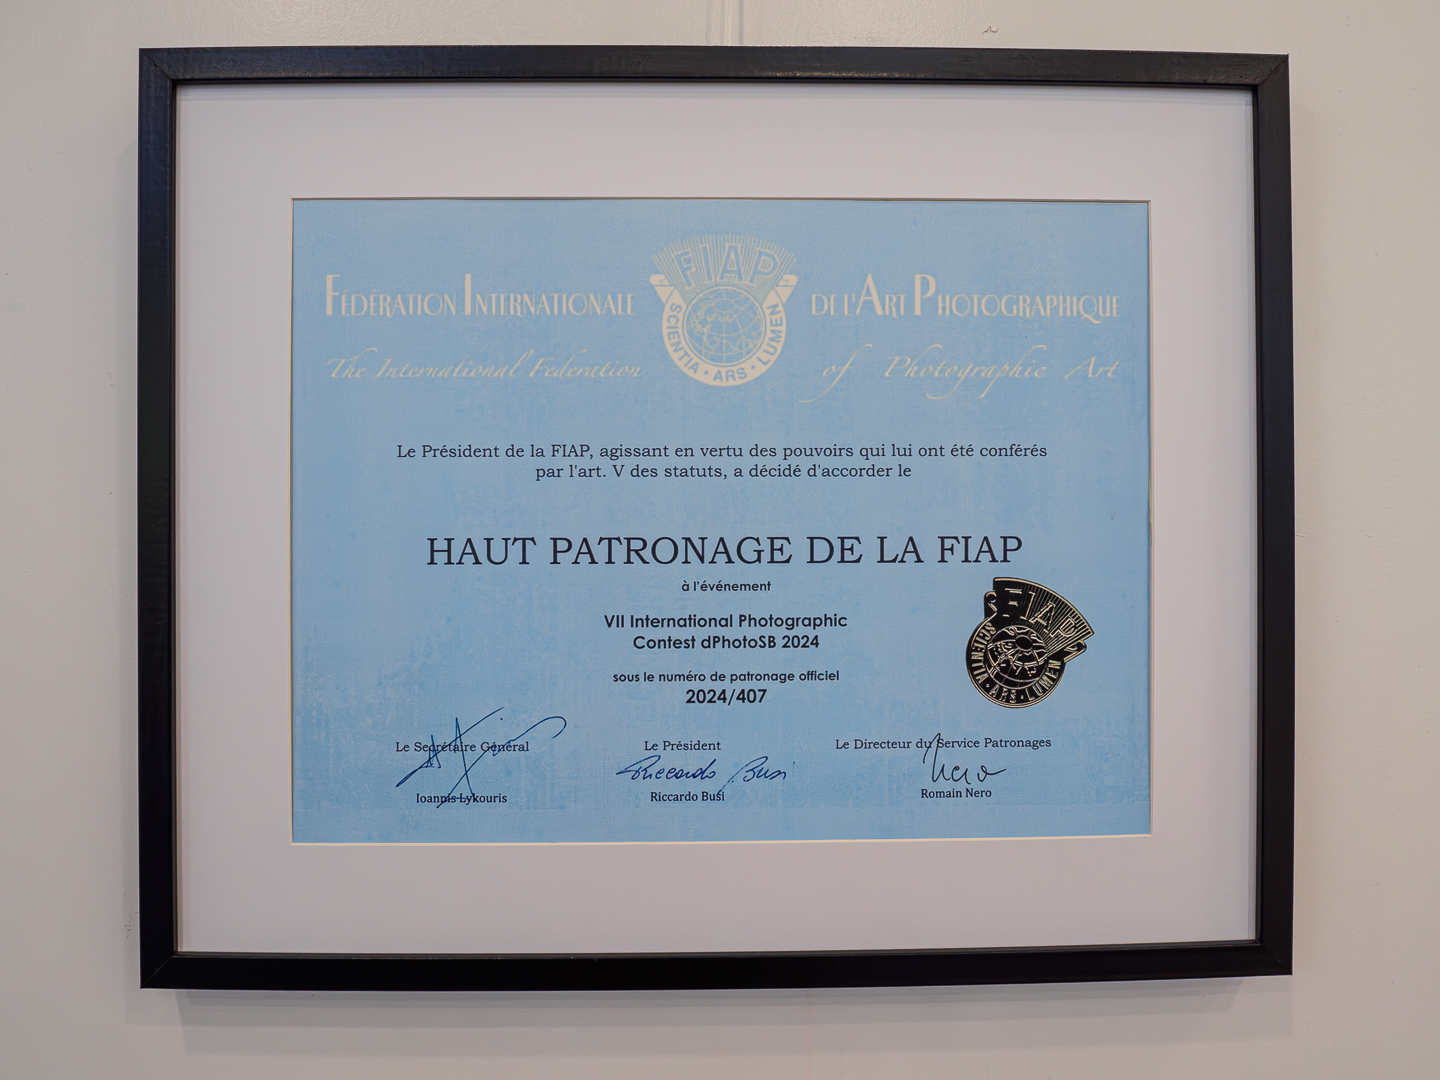 FIAP
SCIENTIA · ARS · LUMEN
FÉDÉRATION INTERNATIONALE DE L'ART PHOTOGRAPHIQUE
The International Federation of Photographic Art
Le Président de la FIAP, agissant en vertu des pouvoirs qui lui ont été conférés
par l'art. V des statuts, a décidé d'accorder le
HAUT PATRONAGE DE LA FIAP
à l'événement
VII International Photographic
Contest dPhotoSB 2024
FIAP
SCIENTIA · ARS · LUMEN
sous le numéro de patronage officiel
2024/407
Le Secrétaire Général
Le Président
Le Directeur du Service Patronages
Riccardo Busi
Nero
Ioannis Lykouris
Riccardo Busi
Romain Nero